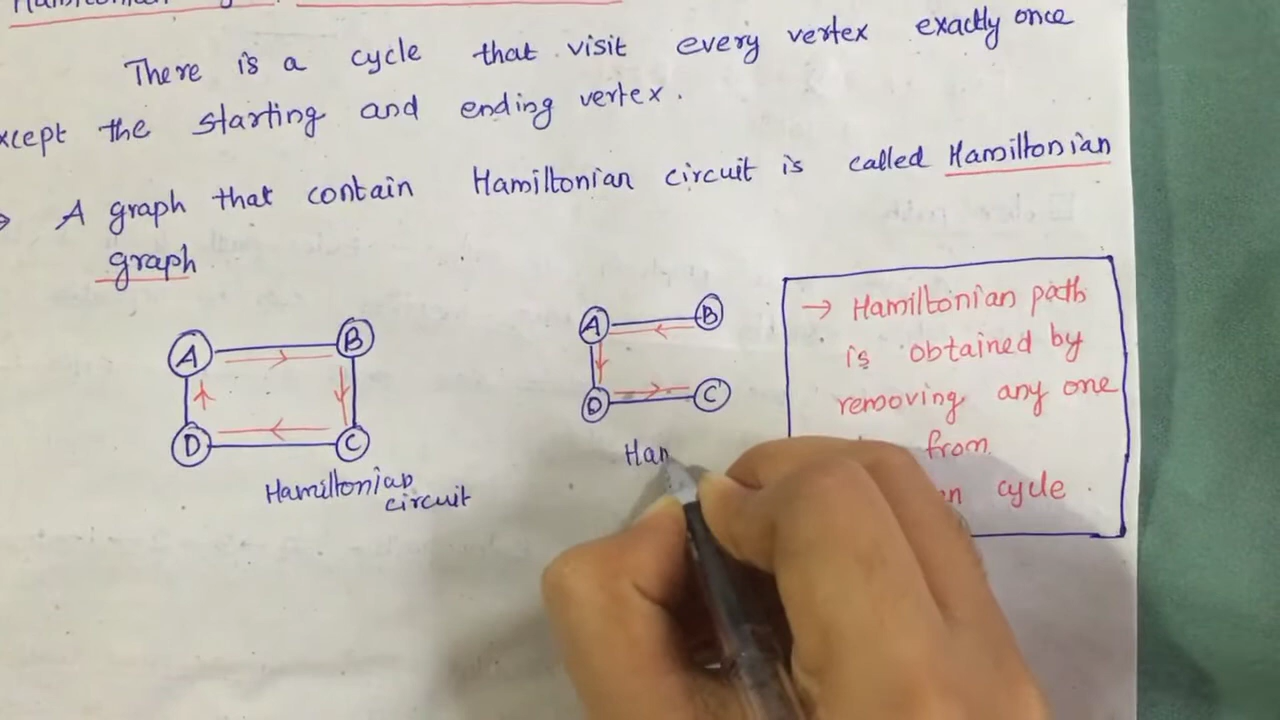 There is a cycle that visit every vertex exactly once
xcept the starting and ending vertex.
→ A graph that contain Hamiltonian circuit is called Hamiltonian
graph
A B
D C
Hamiltonian
circuit
A B
D C
Han
→ Hamiltonian path
is obtained by
removing any one
from
cycle.